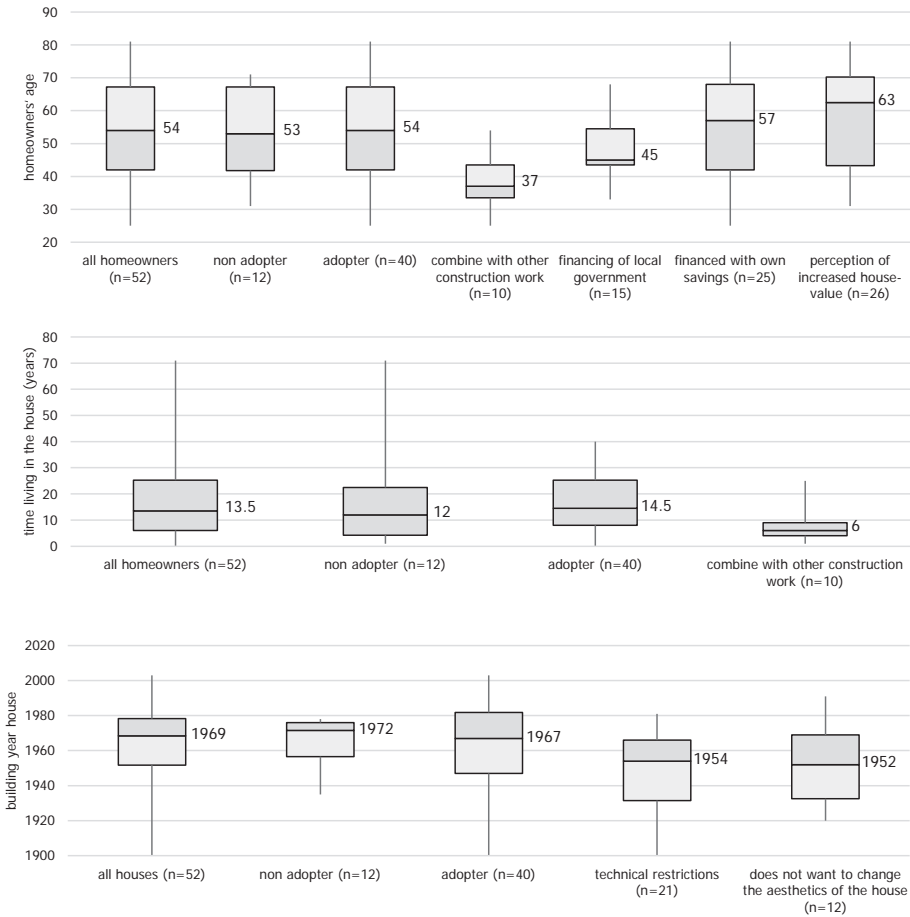 homeowners' age
90
80
70
60
50
40
30
20
54
53
54
37
45
57
63
all homeowners
(n=52)
non adopter
(n=12)
adopter (n=40)
combine with other
construction work
(n=10)
financing of local
government
(n=15)
financed with own
savings (n=25)
perception of
increased house-
value (n=26)
time living in the house (years)
80
70
60
50
40
30
20
10
0
13.5
12
14.5
6
all homeowners (n=52)
non adopter (n=12)
adopter (n=40)
combine with other construction
work (n=10)
building year house
2020
2000
1980
1960
1940
1920
1900
1969
1972
1967
1954
1952
all houses (n=52)
non adopter (n=12)
adopter (n=40)
technical restrictions
(n=21)
does not want to change
the aesthetics of the house
(n=12)